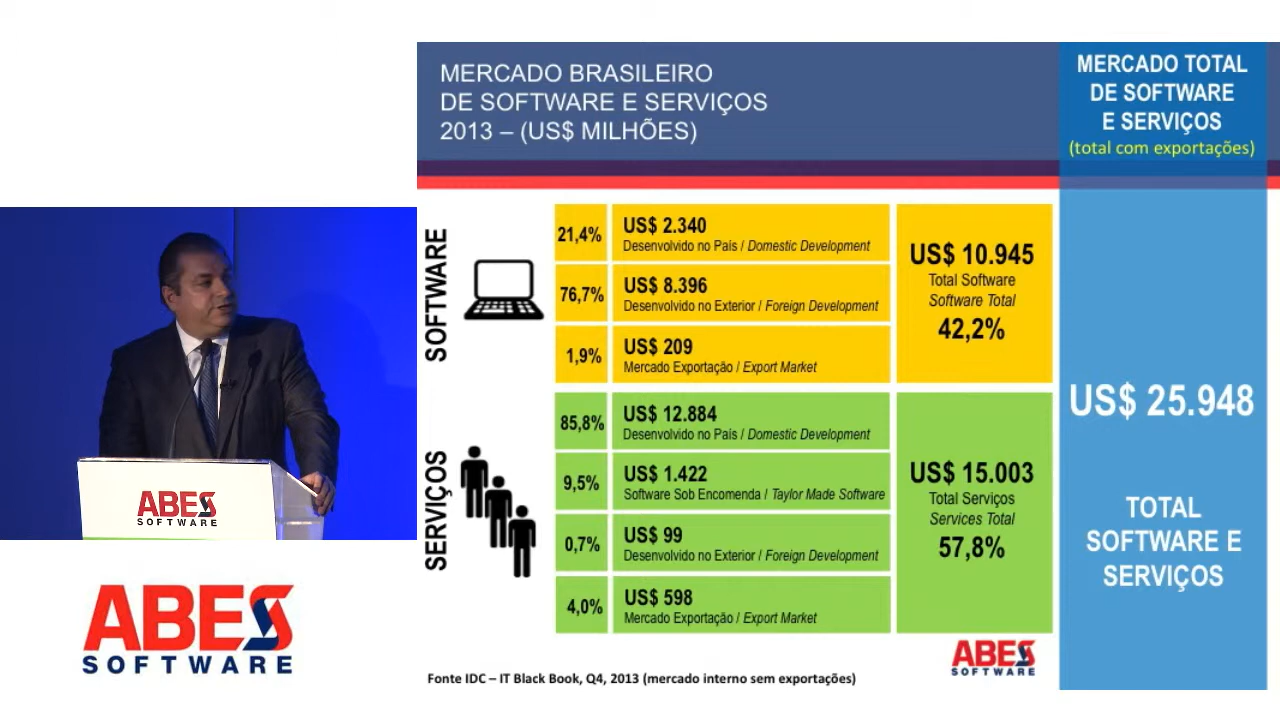 MERCADO BRASILEIRO
DE SOFTWARE E SERVIÇOS
2013 – (US$ MILHÕES)
MERCADO TOTAL
DE SOFTWARE
E SERVIÇOS
(total com exportações)
SOFTWARE
21,4%
US$ 2.340
Desenvolvido no País / Domestic Development
76,7%
US$ 8.396
Desenvolvido no Exterior / Foreign Development
1,9%
US$ 209
Mercado Exportação / Export Market
US$ 10.945
Total Software
Software Total
42,2%
SERVIÇOS
85,8%
US$ 12.884
Desenvolvido no País / Domestic Development
9,5%
US$ 1.422
Software Sob Encomenda / Taylor Made Software
0,7%
US$ 99
Desenvolvido no Exterior / Foreign Development
4,0%
US$ 598
Mercado Exportação / Export Market
US$ 15.003
Total Serviços
Services Total
57,8%
US$ 25.948
TOTAL
SOFTWARE E
SERVIÇOS
ABES
SOFTWARE
Fonte IDC – IT Black Book, Q4, 2013 (mercado interno sem exportações)
ABES
SOFTWARE
ABES
SOFTWARE